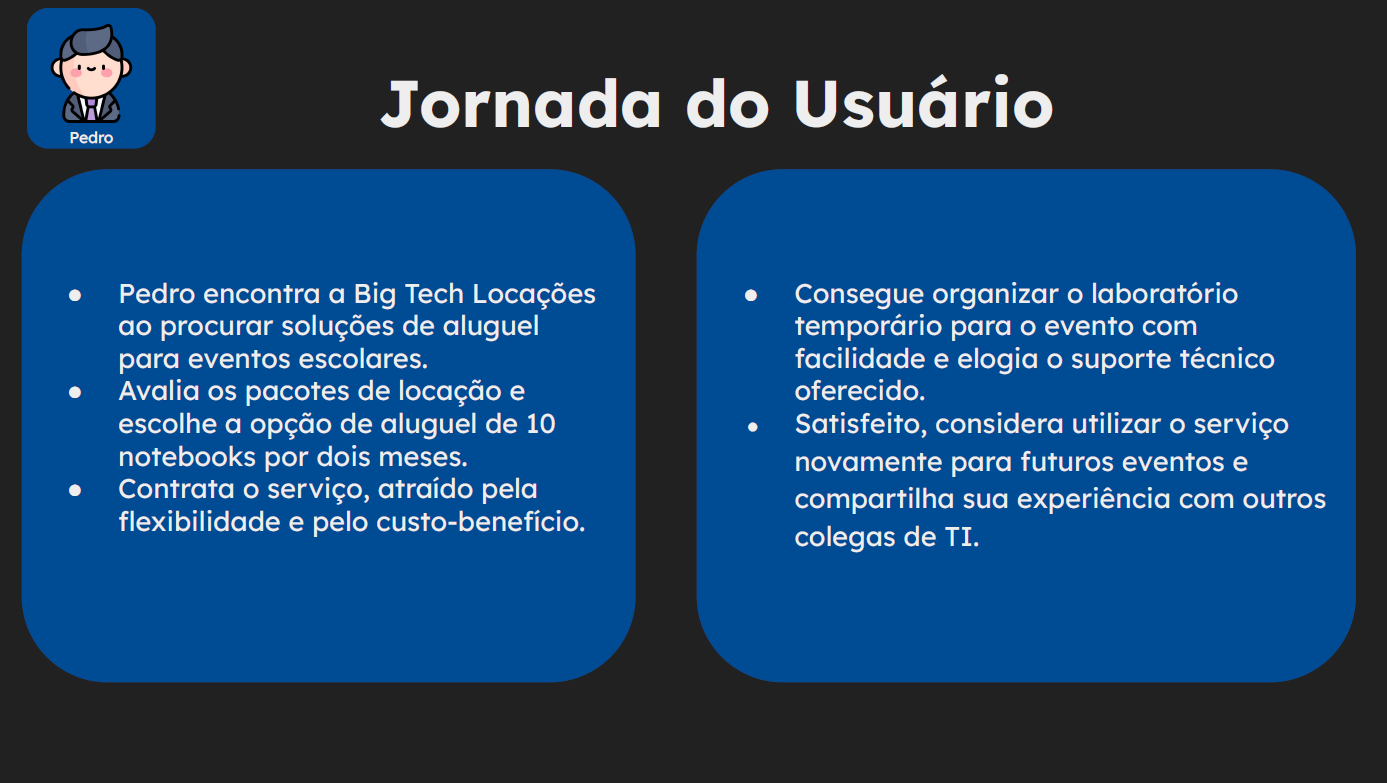 Pedro
Jornada do Usuário
● Pedro encontra a Big Tech Locações
ao procurar soluções de aluguel
para eventos escolares.
● Avalia os pacotes de locação e
escolhe a opção de aluguel de 10
notebooks por dois meses.
● Contrata o serviço, atraído pela
flexibilidade e pelo custo-benefício.
● Consegue organizar o laboratório
temporário para o evento com
facilidade e elogia o suporte técnico
oferecido.
● Satisfeito, considera utilizar o serviço
novamente para futuros eventos e
compartilha sua experiência com outros
colegas de TI.